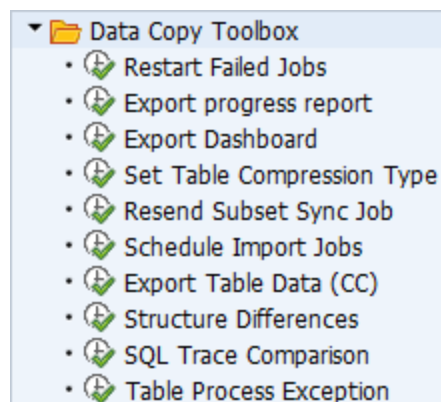 Data Copy Toolbox
Restart Failed Jobs
Export progress report
Export Dashboard
Set Table Compression Type
Resend Subset Sync Job
Schedule Import Jobs
Export Table Data (CC)
Structure Differences
SQL Trace Comparison
Table Process Exception